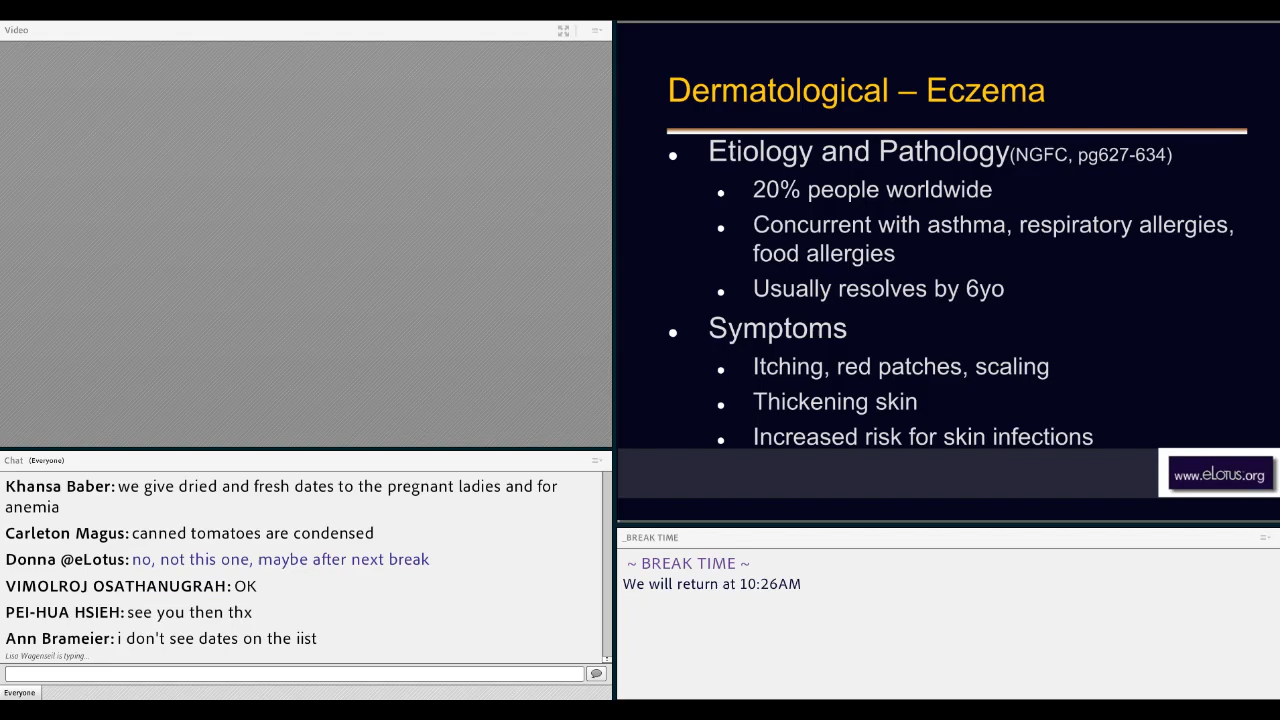 Video
Dermatological – Eczema
Etiology and Pathology(NGFC, pg627-634)
20% people worldwide
Concurrent with asthma, respiratory allergies,
food allergies
Usually resolves by 6yo
Symptoms
Itching, red patches, scaling
Thickening skin
Increased risk for skin infections
www.eLotus.org
Chat (Everyone)
Khansa Baber: we give dried and fresh dates to the pregnant ladies and for
anemia
Carleton Magus: canned tomatoes are condensed
Donna @eLotus: no, not this one, maybe after next break
VIMOLROJ OSATHANUGRAH: OK
PEI-HUA HSIEH: see you then thx
Ann Brameier: i don't see dates on the iist
Lisa Wagenseil is typing...
Everyone
_BREAK TIME
~ BREAK TIME ~
We will return at 10:26AM